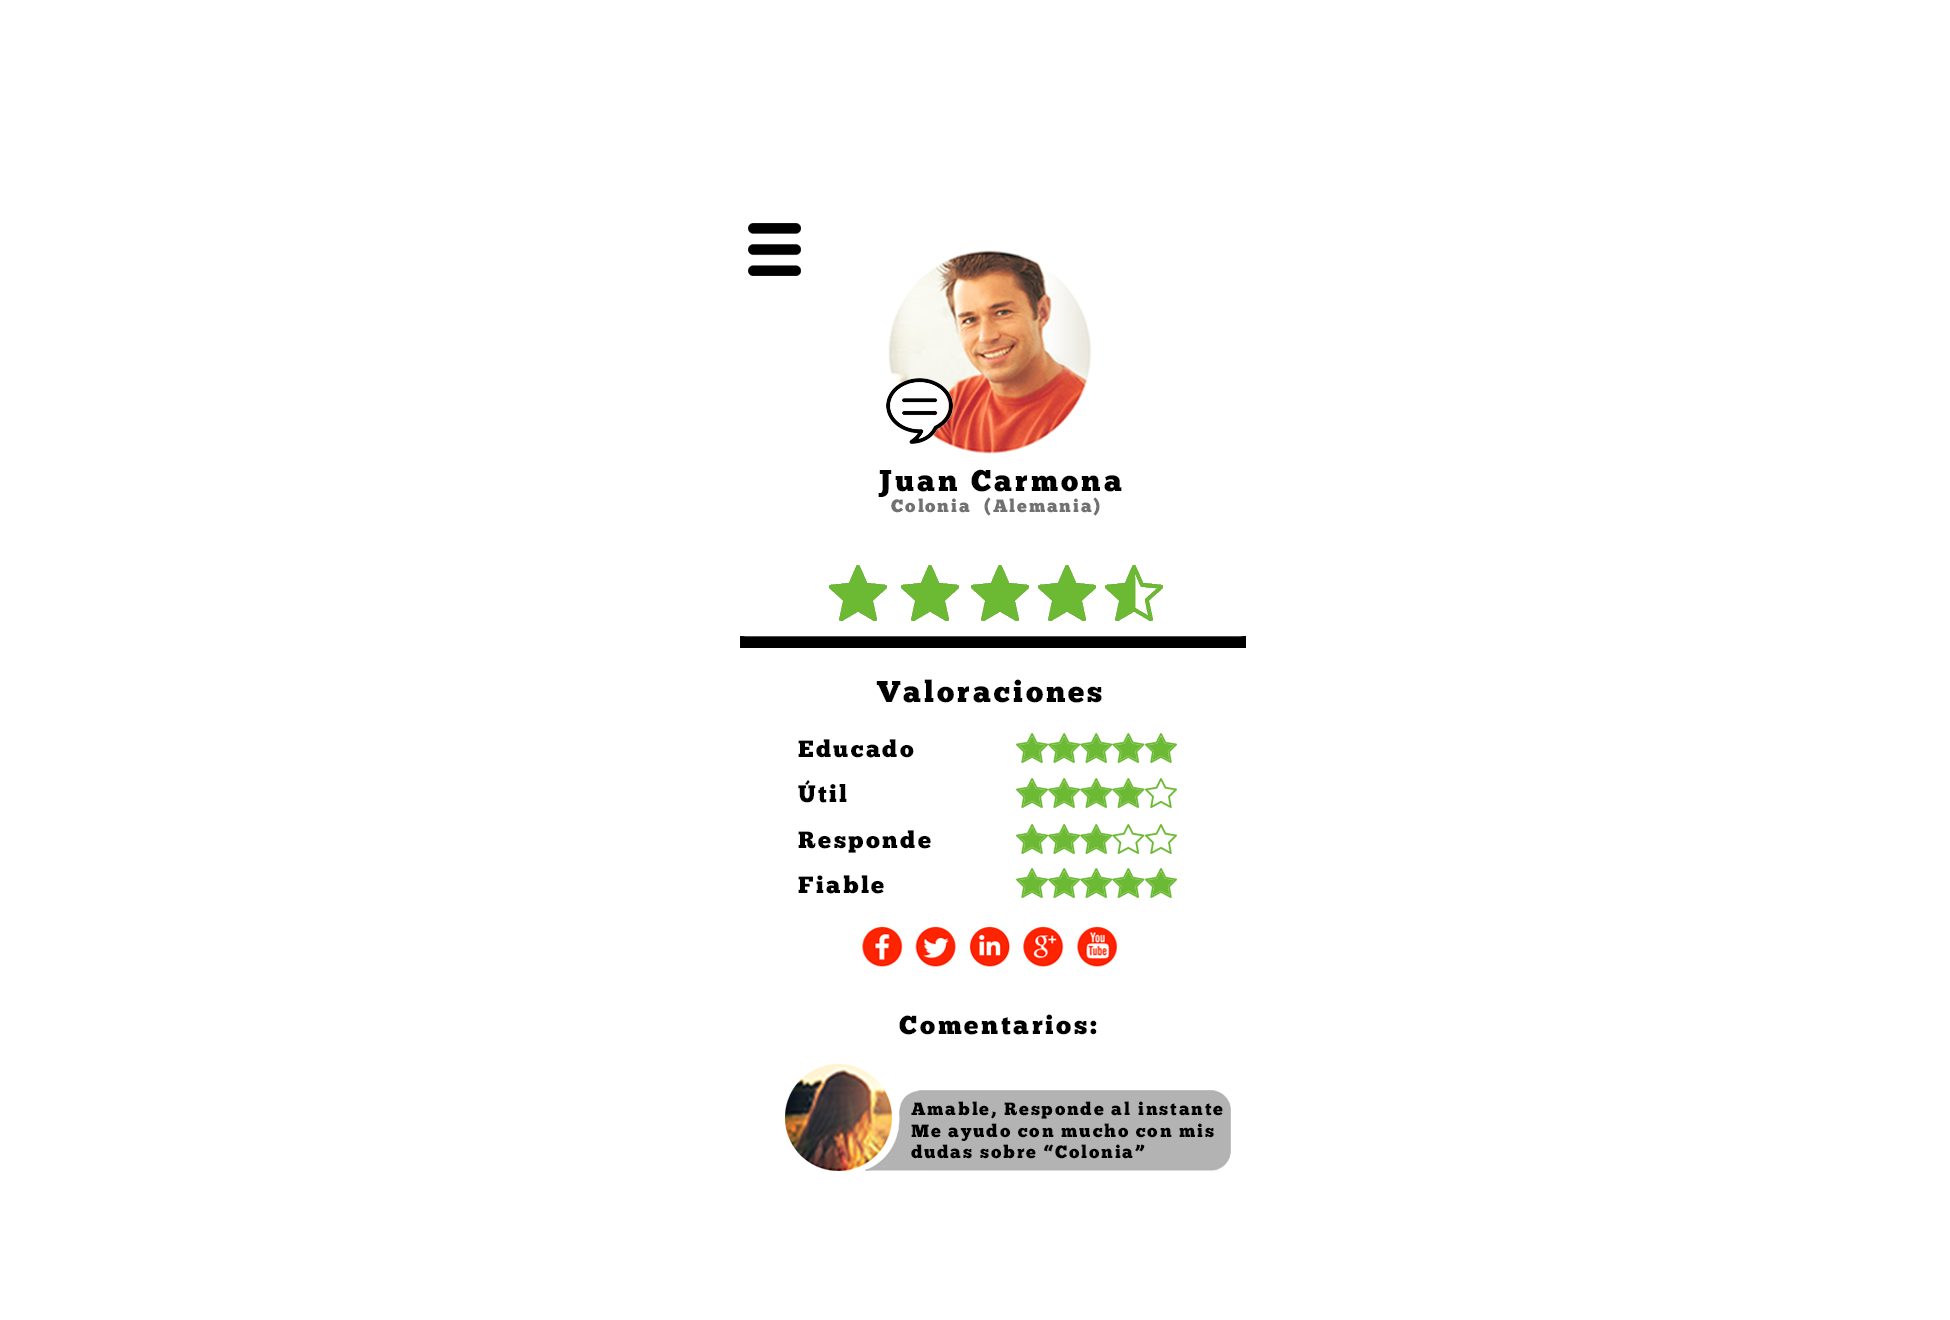 Juan Carmona
Colonia (Alemania)
Valoraciones
Educado
Útil
Responde
Fiable
f
in
g+
You
Tube
Comentarios:
Amable, Responde al instante
Me ayudo con mucho con mis
dudas sobre “Colonia”